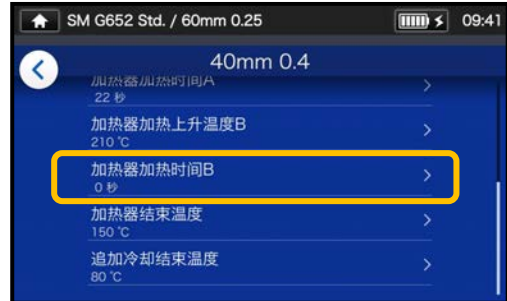 SM G652 Std. / 60mm 0.25
09:41
40mm 0.4
加热器加热时间A
22 秒
加热器加热上升温度B
210 ℃
加热器加热时间B
0 秒
加热器结束温度
150 ℃
追加冷却结束温度
80 ℃